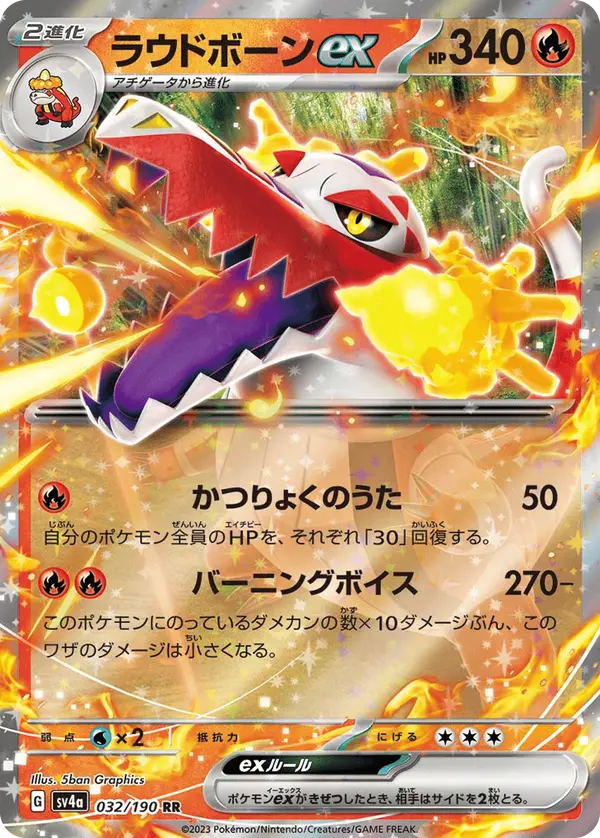 2進化 ラウドボーンex HP340
アチゲータから進化
かつりょくのうた 50
自分のポケモン全員のHPを、それぞれ「30」回復する。
バーニングボイス 270-
このポケモンにのっているダメカンの数×10ダメージぶん、この
ワザのダメージは小さくなる。
弱点 ×2 抵抗力 にげる
Illus. 5ban Graphics
exルール
G sv4a 032/190 RR
ポケモンexがきぜつしたとき、相手はサイドを2枚とる。
©2023 Pokémon/Nintendo/Creatures/GAME FREAK.